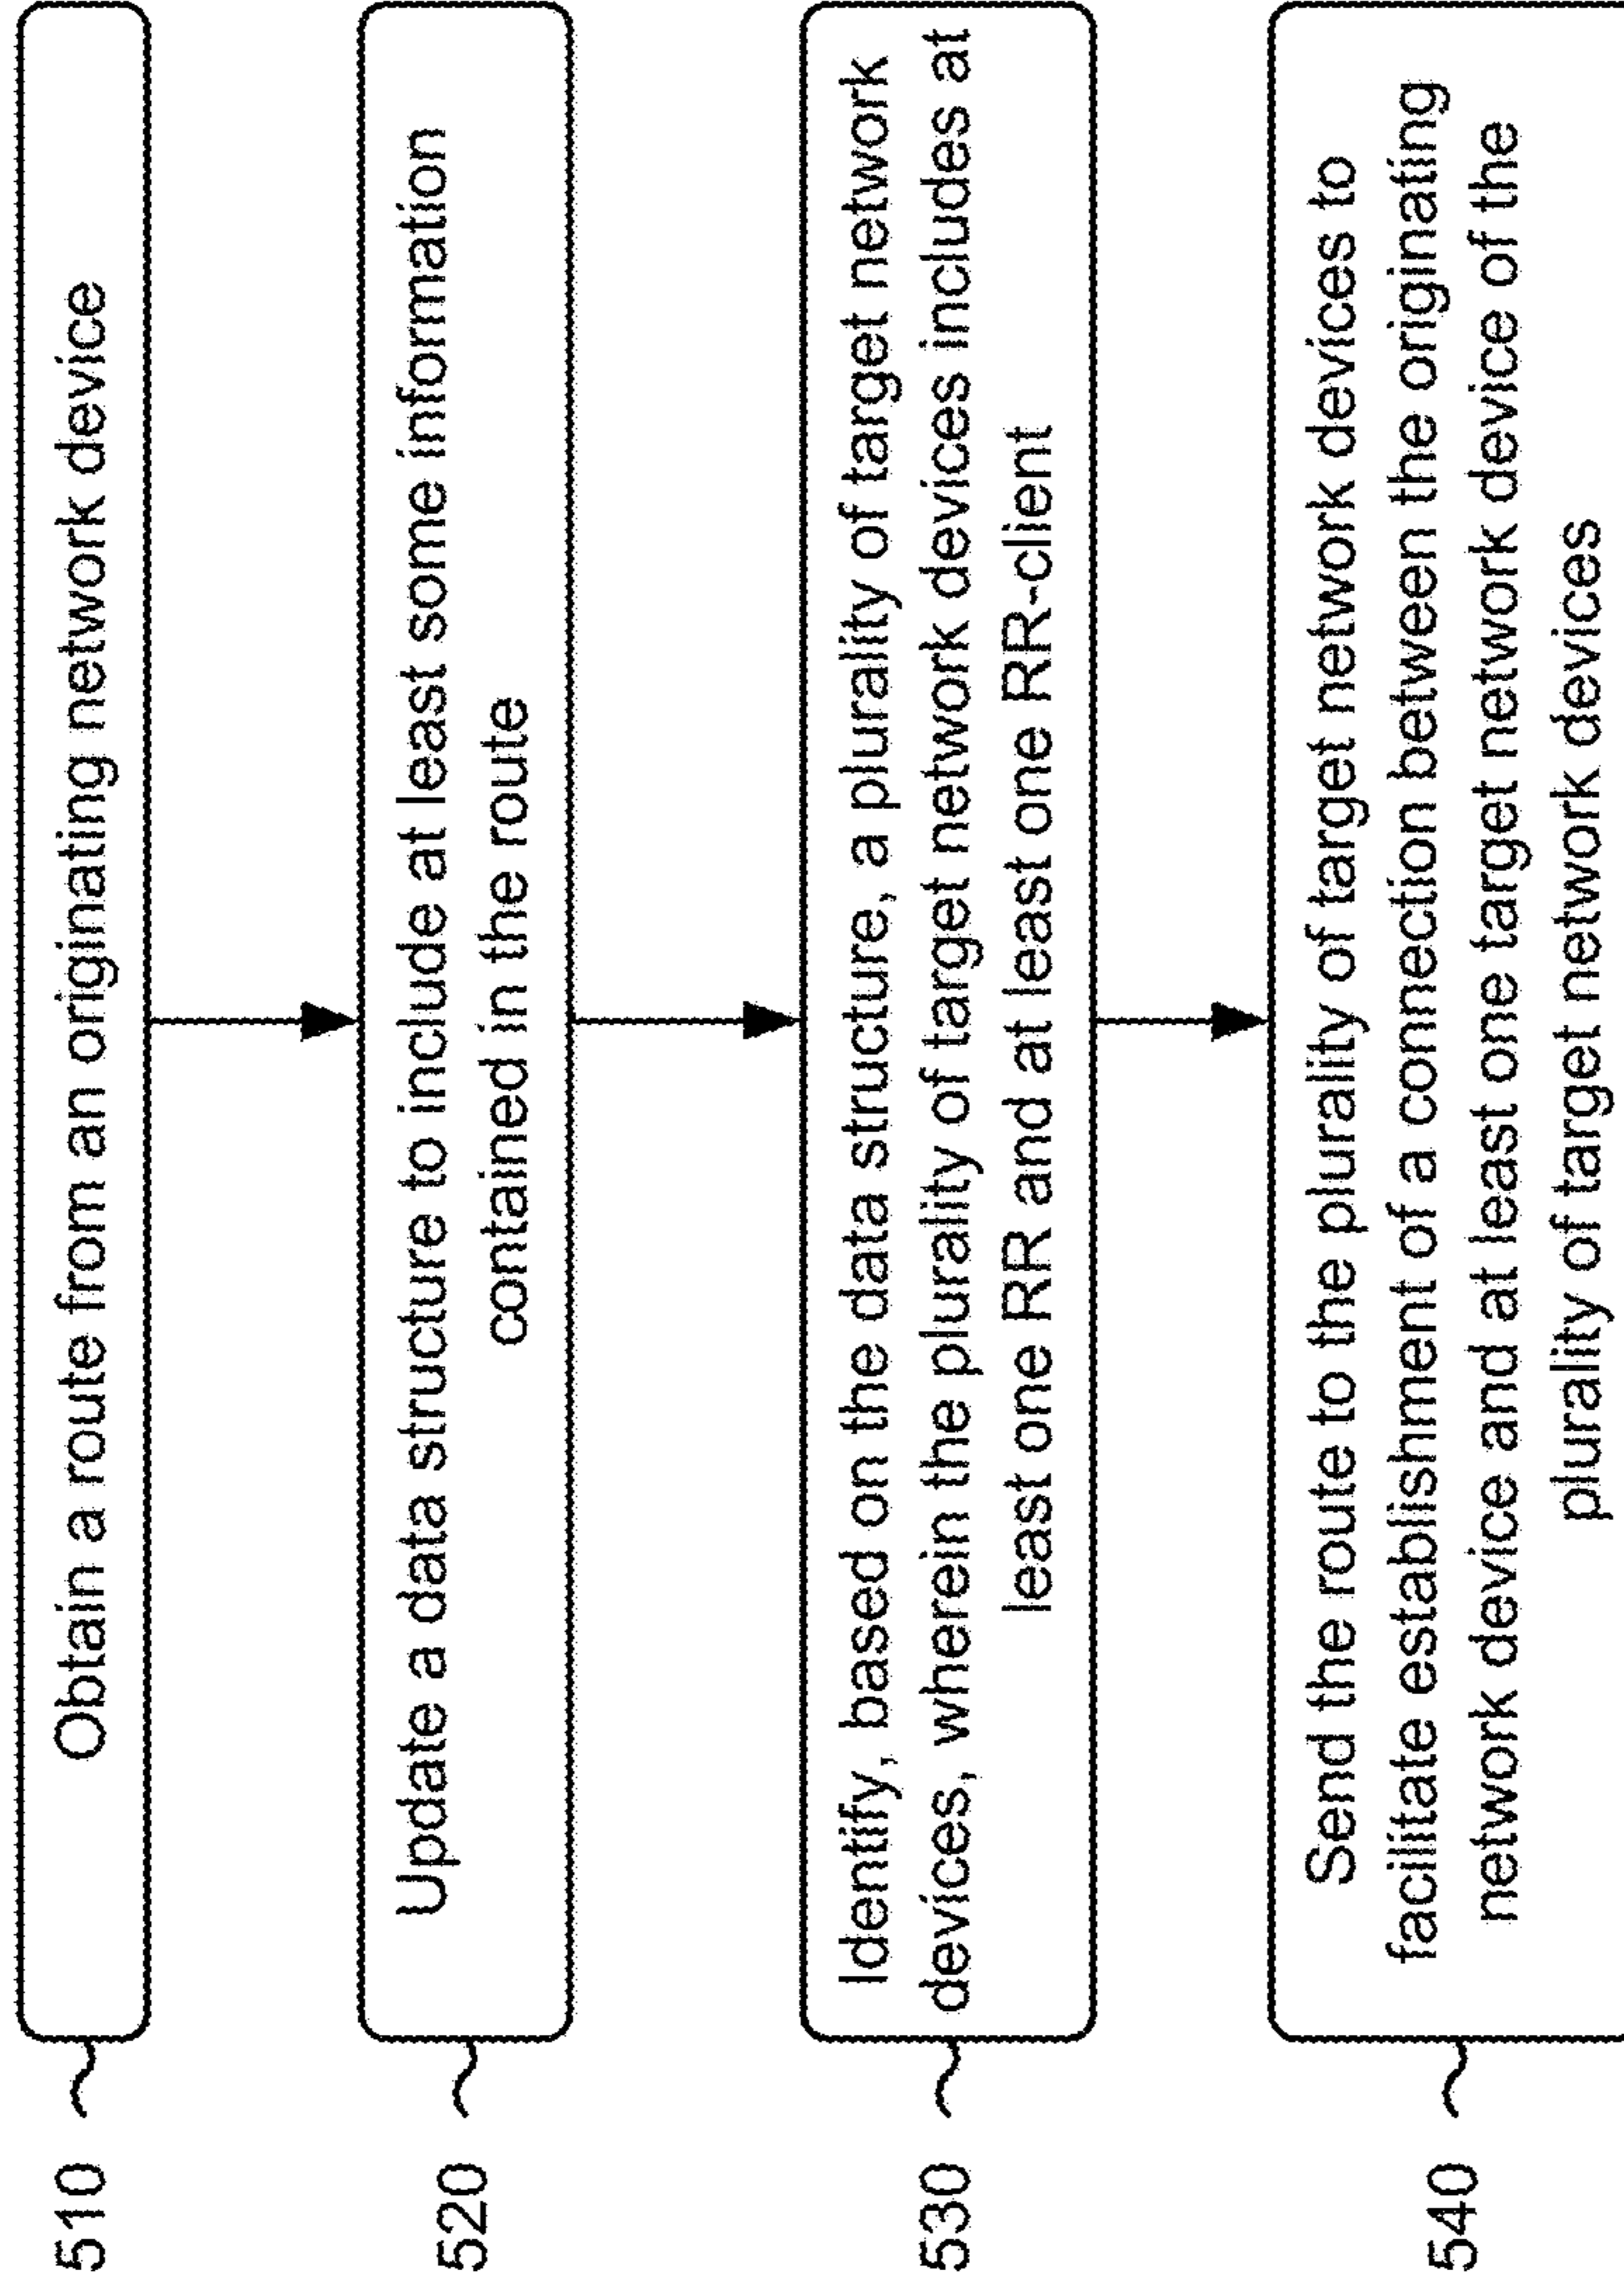 510
Obtain a route from an originating network device
520
Update a data structure to include at least some information
contained in the route
530
Identify, based on the data structure, a plurality of target network
devices, wherein the plurality of target network devices includes at
least one RR and at least one RR-client
540
Send the route to the plurality of target network devices to
facilitate establishment of a connection between the originating
network device and at least one target network device of the
plurality of target network devices